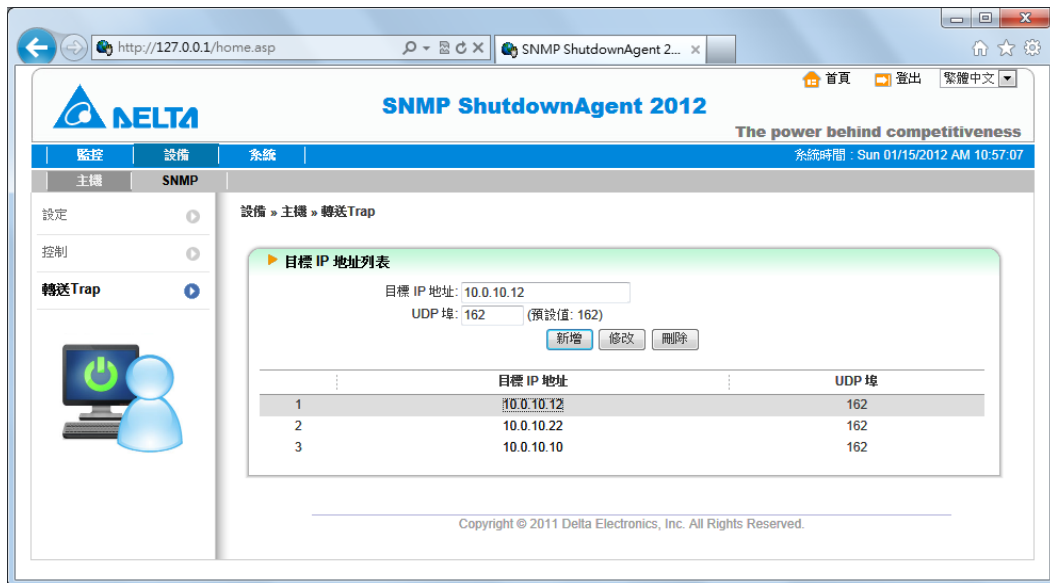 http://127.0.0.1/home.asp
SNMP ShutdownAgent 2...
首頁 登出 繁體中文
DELTA
SNMP ShutdownAgent 2012
The power behind competitiveness
監控 設備 系統
系統時間 : Sun 01/15/2012 AM 10:57:07
主機 SNMP
設定
控制
轉送Trap
設備 » 主機 » 轉送Trap
目標 IP 地址列表
目標 IP 地址: 10.0.10.12
UDP 埠: 162 (預設值: 162)
新增 修改 刪除
目標 IP 地址 UDP 埠
1 10.0.10.12 162
2 10.0.10.22 162
3 10.0.10.10 162
Copyright © 2011 Delta Electronics, Inc. All Rights Reserved.